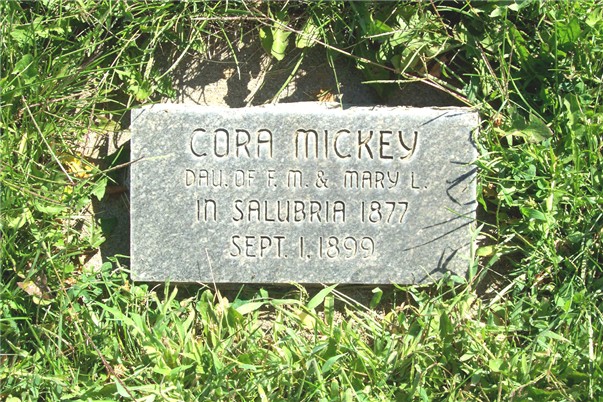 CORA MICKEY
DAU. OF F. M. & MARY L.
IN SALUBRIA 1877
SEPT. 1, 1899